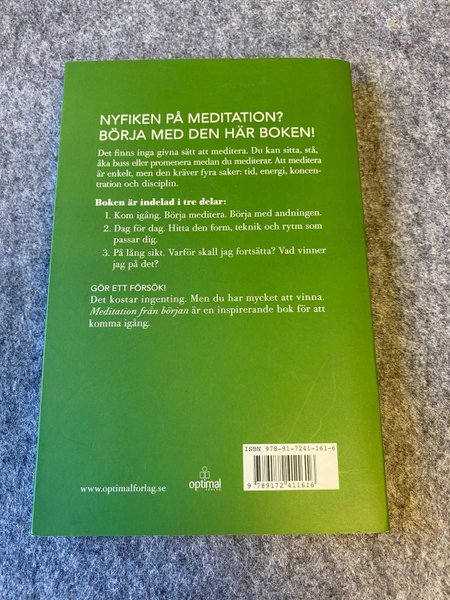 NYFIKEN PÅ MEDITATION?
BÖRJA MED DEN HÄR BOKEN!
Det finns inga givna sätt att meditera. Du kan sitta, stå,
åka buss eller promenera medan du mediterar. Att meditera
är enkelt, men den kräver fyra saker: tid, energi, koncen-
tration och disciplin.
Boken är indelad i tre delar:
1. Kom igång. Börja meditera. Börja med andningen.
2. Dag för dag. Hitta den form, teknik och rytm som
passar dig.
3. På lång sikt. Varför skall jag fortsätta? Vad vinner
jag på det?
GÖR ETT FÖRSÖK!
Det kostar ingenting. Men du har mycket att vinna.
Meditation från början är en inspirerande bok för att
komma igång.
ISBN 978-91-7241-161-6
www.optimalforlag.se
optimal
FÖRLAG
9 789172 411616